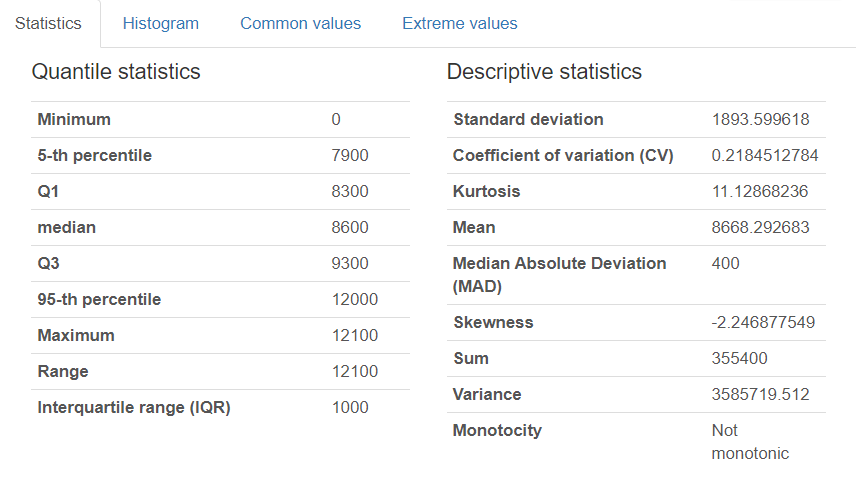 Statistics Histogram Common values Extreme values
Quantile statistics
Minimum 0
5-th percentile 7900
Q1 8300
median 8600
Q3 9300
95-th percentile 12000
Maximum 12100
Range 12100
Interquartile range (IQR) 1000
Descriptive statistics
Standard deviation 1893.599618
Coefficient of variation (CV) 0.2184512784
Kurtosis 11.12868236
Mean 8668.292683
Median Absolute Deviation 400
(MAD)
Skewness -2.246877549
Sum 355400
Variance 3585719.512
Monotocity Not
monotonic